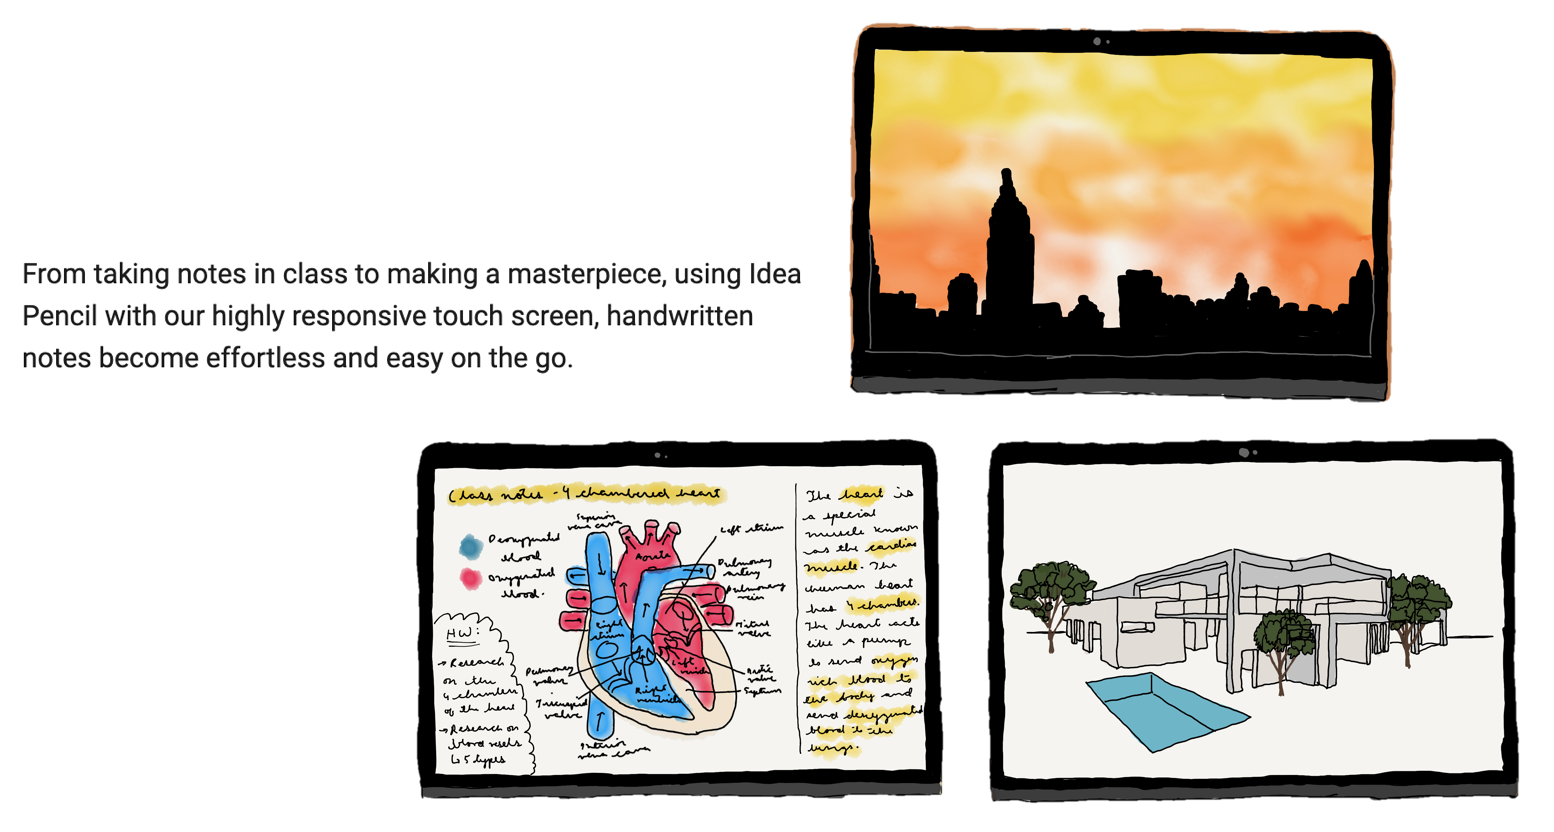 From taking notes in class to making a masterpiece, using Idea
Pencil with our highly responsive touch screen, handwritten
notes become effortless and easy on the go.
Class notes - 4 chambered heart
Deoxygenated
blood
Oxygenated
blood.
Superior
vena cava
Aorta
Left atrium
Pulmonary
artery
Pulmonary
vein
Right
atrium
Left
Right
Pulmonary
valve
Tricuspid
valve
valve
valve
Septum
Inferior
vena cava
HW:
→ Research
on the
4 chambers
of the heart
→ Research on
blood vessels
↳ 5 types
The heart is
a special
muscle known
as the cardiac
muscle. The
human heart
has 4 chambers.
The heart acts
like a pump
to send oxygen
rich blood to
the body and
send
blood to the
lungs.